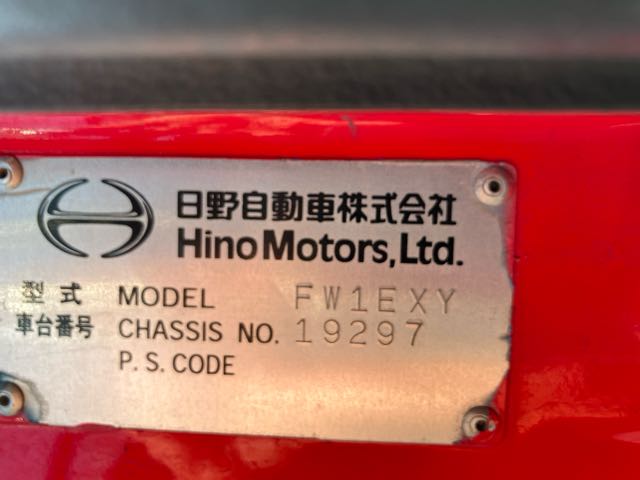 日野自動車株式会社
Hino Motors, Ltd.
型式 MODEL FW1EXY
車台番号 CHASSIS NO. 19297
P.S.CODE